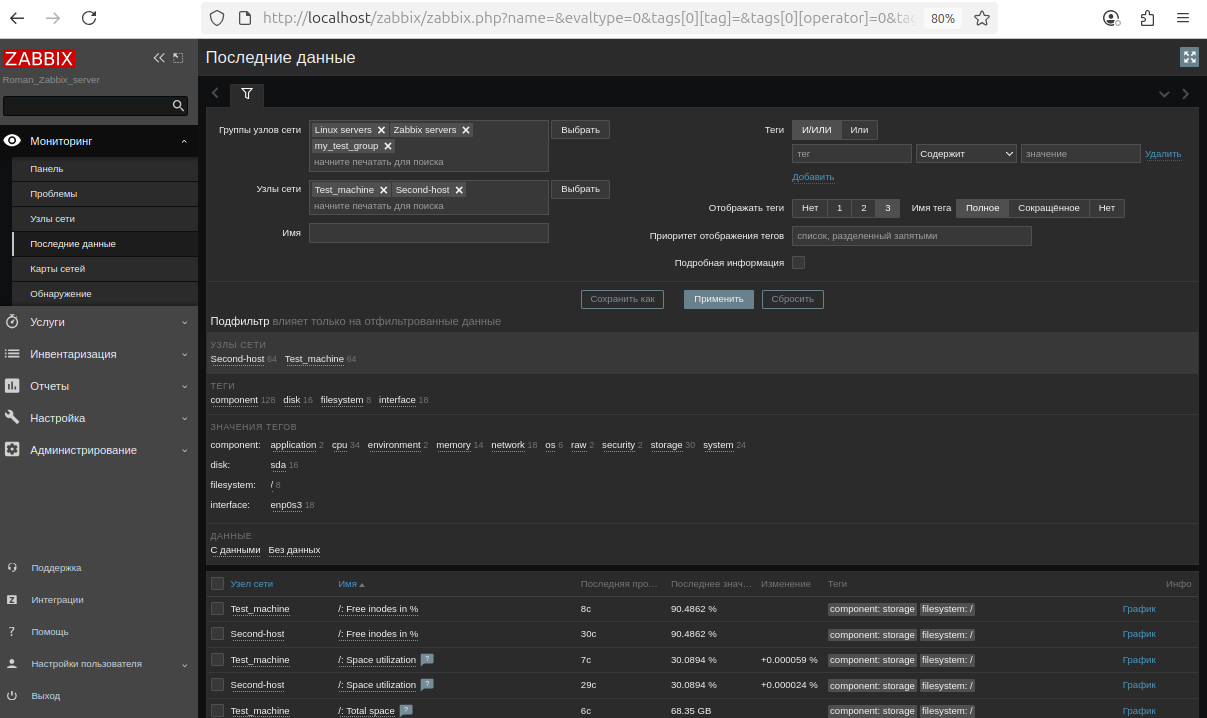 http://localhost/zabbix/zabbix.php?name=&evaltype=0&tags[0][tag]=&tags[0][operator]=0&tag 80%
ZABBIX
Roman_Zabbix_server
Мониторинг
Панель
Проблемы
Узлы сети
Последние данные
Карты сетей
Обнаружение
Услуги
Инвентаризация
Отчеты
Настройка
Администрирование
Поддержка
Интеграции
Помощь
Настройки пользователя
Выход
Последние данные
Группы узлов сети Linux servers Zabbix servers Выбрать
my_test_group
начните печатать для поиска
Узлы сети Test_machine Second-host Выбрать
начните печатать для поиска
Имя
Теги И/ИЛИ Или
тег Содержит значение Удалить
Добавить
Отображать теги Нет 1 2 3 Имя тега Полное Сокращённое Нет
Приоритет отображения тегов список, разделенный запятыми
Подробная информация
Сохранить как Применить Сбросить
Подфильтр влияет только на отфильтрованные данные
УЗЛЫ СЕТИ
Second-host 64 Test_machine 64
ТЕГИ
component 128 disk 16 filesystem 8 interface 18
ЗНАЧЕНИЯ ТЕГОВ
component: application 2 cpu 34 environment 2 memory 14 network 18 os 6 raw 2 security 2 storage 30 system 24
disk: sda 16
filesystem: / 8
interface: enp0s3 18
ДАННЫЕ
С данными Без данных
Узел сети Имя Последняя про... Последнее знач... Изменение Теги Инфо
Test_machine /: Free inodes in % 8с 90.4862 % component: storage filesystem: / График
Second-host /: Free inodes in % 30с 90.4862 % component: storage filesystem: / График
Test_machine /: Space utilization ? 7с 30.0894 % +0.000059 % component: storage filesystem: / График
Second-host /: Space utilization ? 29с 30.0894 % +0.000024 % component: storage filesystem: / График
Test_machine /: Total space ? 6с 68.35 GB component: storage filesystem: / График